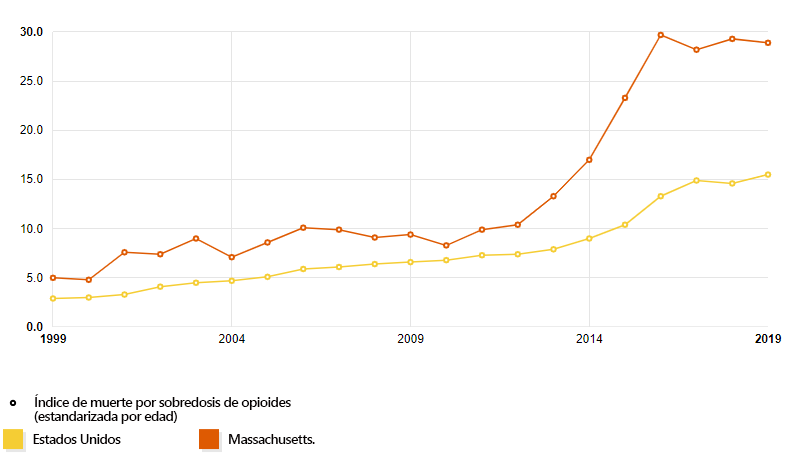 30.0
25.0
20.0
15.0
10.0
5.0
0.0
1999 2004 2009 2014 2019
Índice de muerte por sobredosis de opioides
(estandarizada por edad)
Estados Unidos Massachusetts.